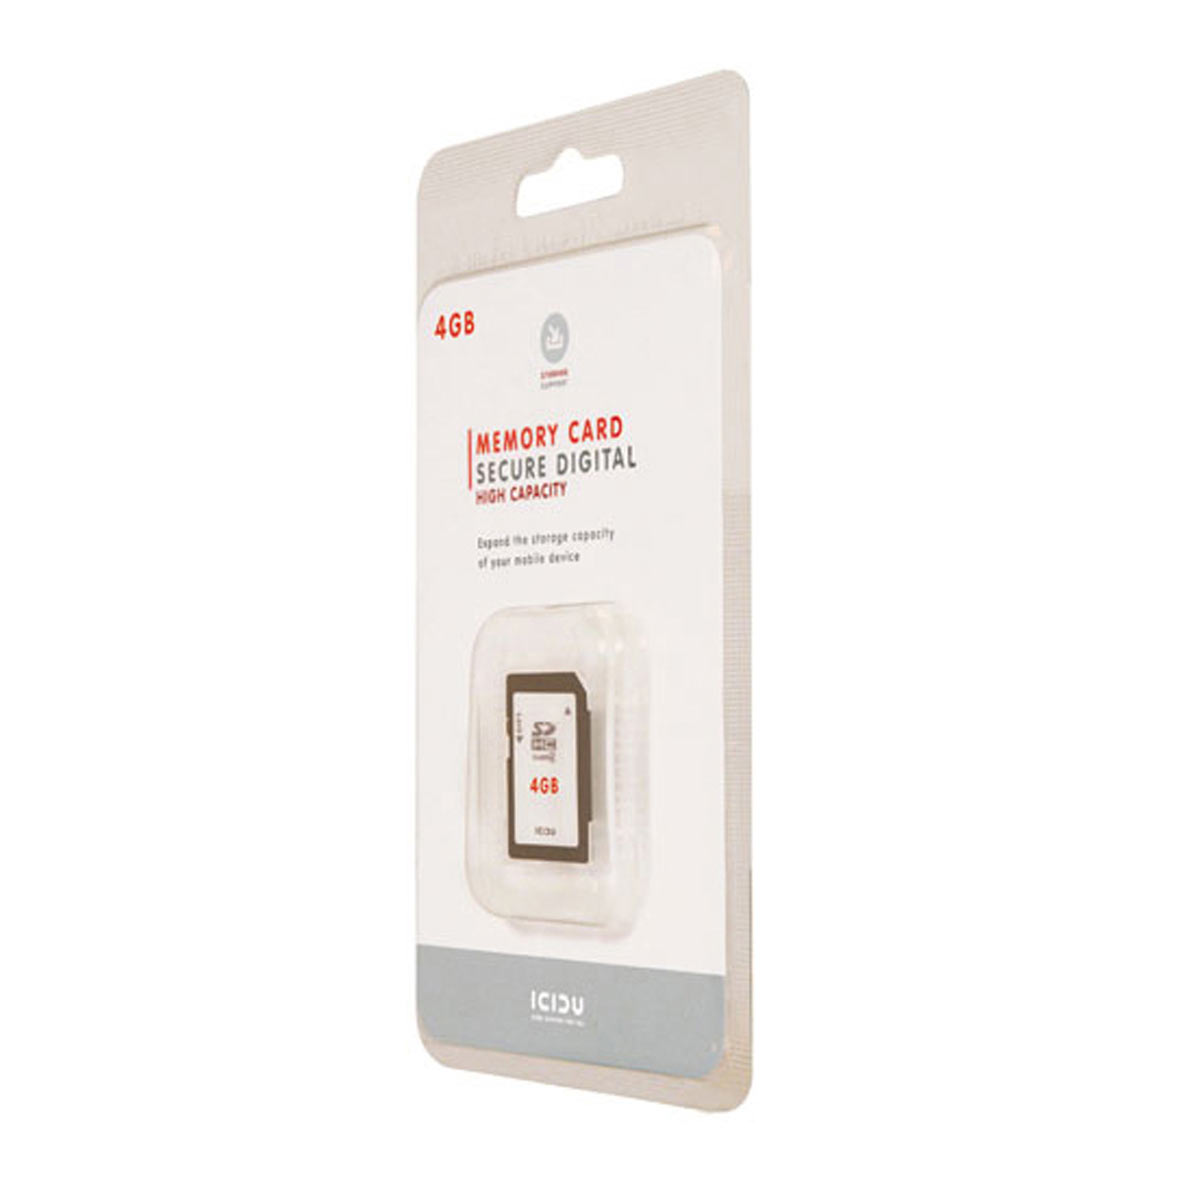 4GB
STORAGE
SUPPORT
MEMORY CARD
SECURE DIGITAL
HIGH CAPACITY
Expand the storage capacity
of your mobile device
SD
HC
4GB
ICIDU
ICIDU